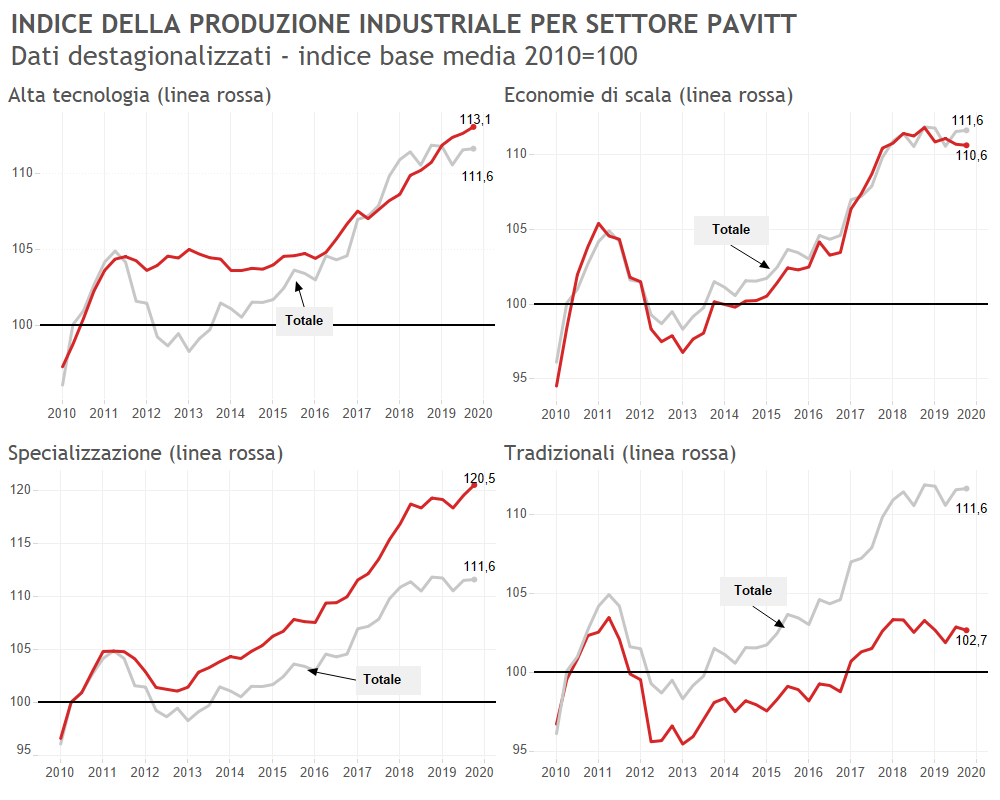 INDICE DELLA PRODUZIONE INDUSTRIALE PER SETTORE PAVITT
Dati destagionalizzati - indice base media 2010=100
Alta tecnologia (linea rossa)
113,1
111,6
110
105
100
Totale
2010 2011 2012 2013 2014 2015 2016 2017 2018 2019 2020
Economie di scala (linea rossa)
111,6
110,6
110
105
100
95
Totale
2010 2011 2012 2013 2014 2015 2016 2017 2018 2019 2020
Specializzazione (linea rossa)
120,5
111,6
120
115
110
105
100
95
Totale
2010 2011 2012 2013 2014 2015 2016 2017 2018 2019 2020
Tradizionali (linea rossa)
111,6
102,7
110
105
100
95
Totale
2010 2011 2012 2013 2014 2015 2016 2017 2018 2019 2020